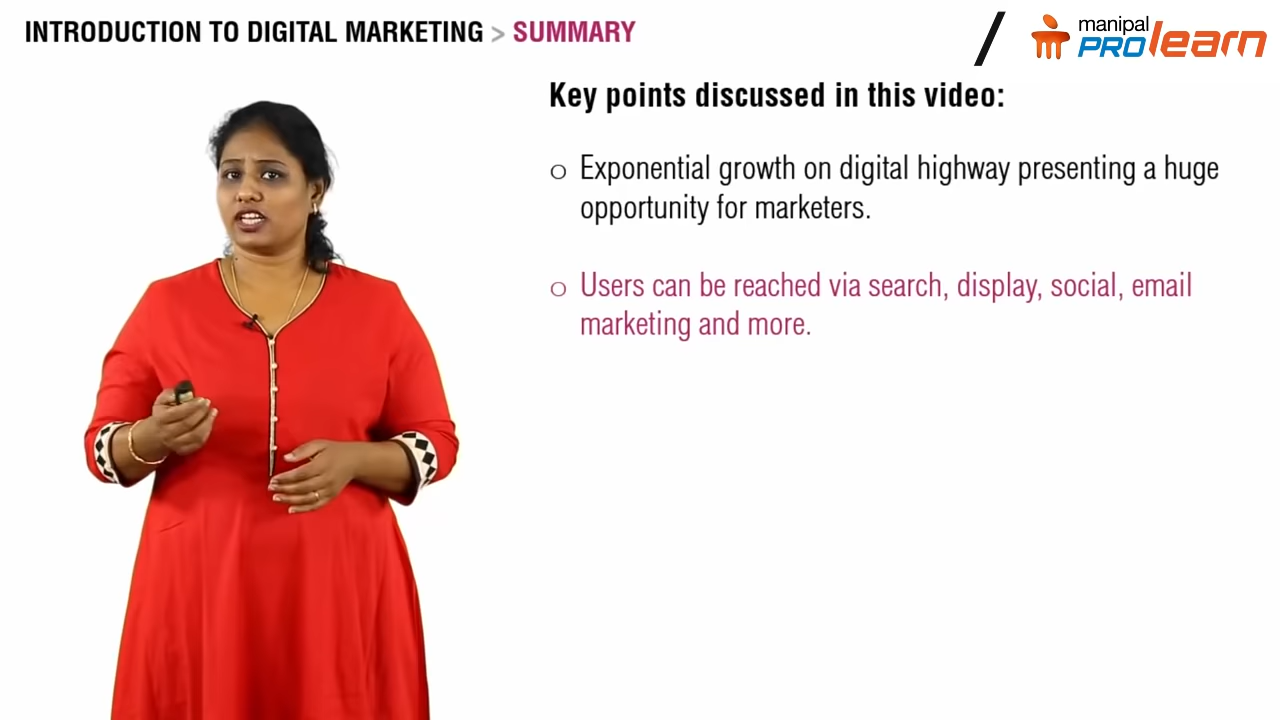 INTRODUCTION TO DIGITAL MARKETING > SUMMARY
manipal
PROlearn
Key points discussed in this video:
o Exponential growth on digital highway presenting a huge
opportunity for marketers.
o Users can be reached via search, display, social, email
marketing and more.